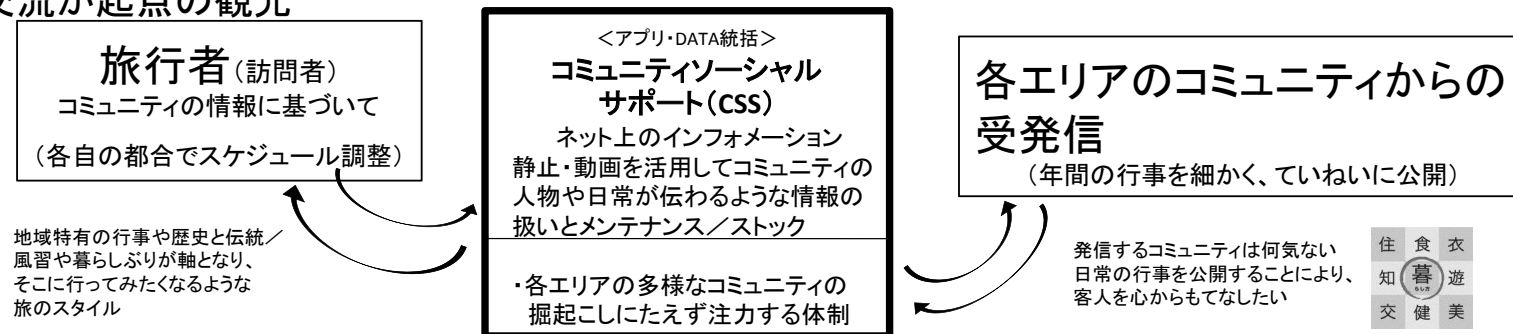 交流が起点の観光
旅行者(訪問者)
コミュニティの情報に基づいて
(各自の都合でスケジュール調整)
地域特有の行事や歴史と伝統/
風習や暮らしぶりが軸となり、
そこに行ってみたくなるような
旅のスタイル
<アプリ・DATA統括>
コミュニティソーシャル
サポート(CSS)
ネット上のインフォメーション
静止・動画を活用してコミュニティの
人物や日常が伝わるような情報の
扱いとメンテナンス/ストック
・各エリアの多様なコミュニティの
掘起こしにたえず注力する体制
各エリアのコミュニティからの
受発信
(年間の行事を細かく、ていねいに公開)
発信するコミュニティは何気ない
日常の行事を公開することにより、
客人を心からもてなしたい
住 食 衣
知 暮 遊
交 健 美